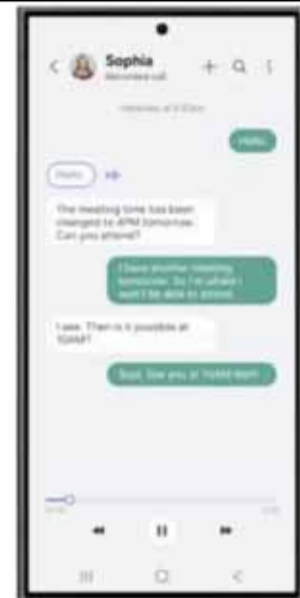 Sophia
Recorded call
Hello.
Hello.
The meeting time has been
changed to 4PM tomorrow.
Can you attend?
I have another meeting
tomorrow. So I'm afraid I
won't be able to attend.
I see. Then is it possible at
10AM?
Sure. See you at 10AM then.